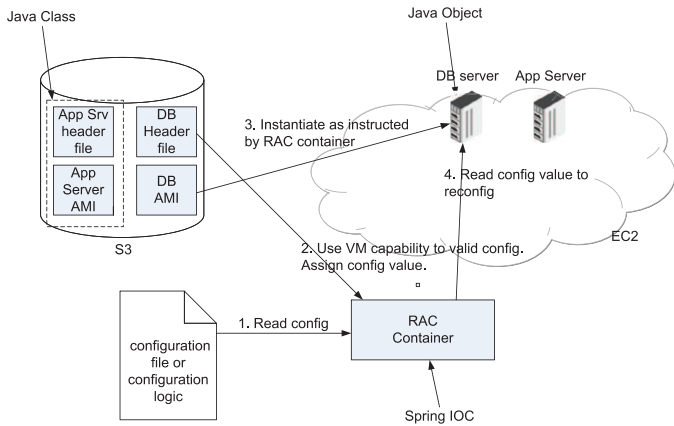 Java Class
Java Object
DB server
App Server
App Srv
header
file
DB
Header
file
App
Server
AMI
DB
AMI
S3
3. Instantiate as instructed
by RAC container
4. Read config value to
reconfig
EC2
2. Use VM capability to valid config.
Assign config value.
1. Read config
configuration
file or
configuration
logic
RAC
Container
Spring IOC